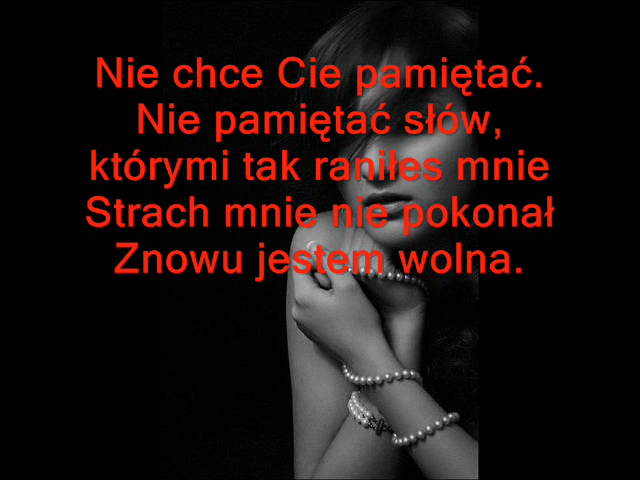 Nie chce Cie pamiętać.
Nie pamiętać słów,
którymi tak raniłes mnie
Strach mnie nie pokonał
Znowu jestem wolna.